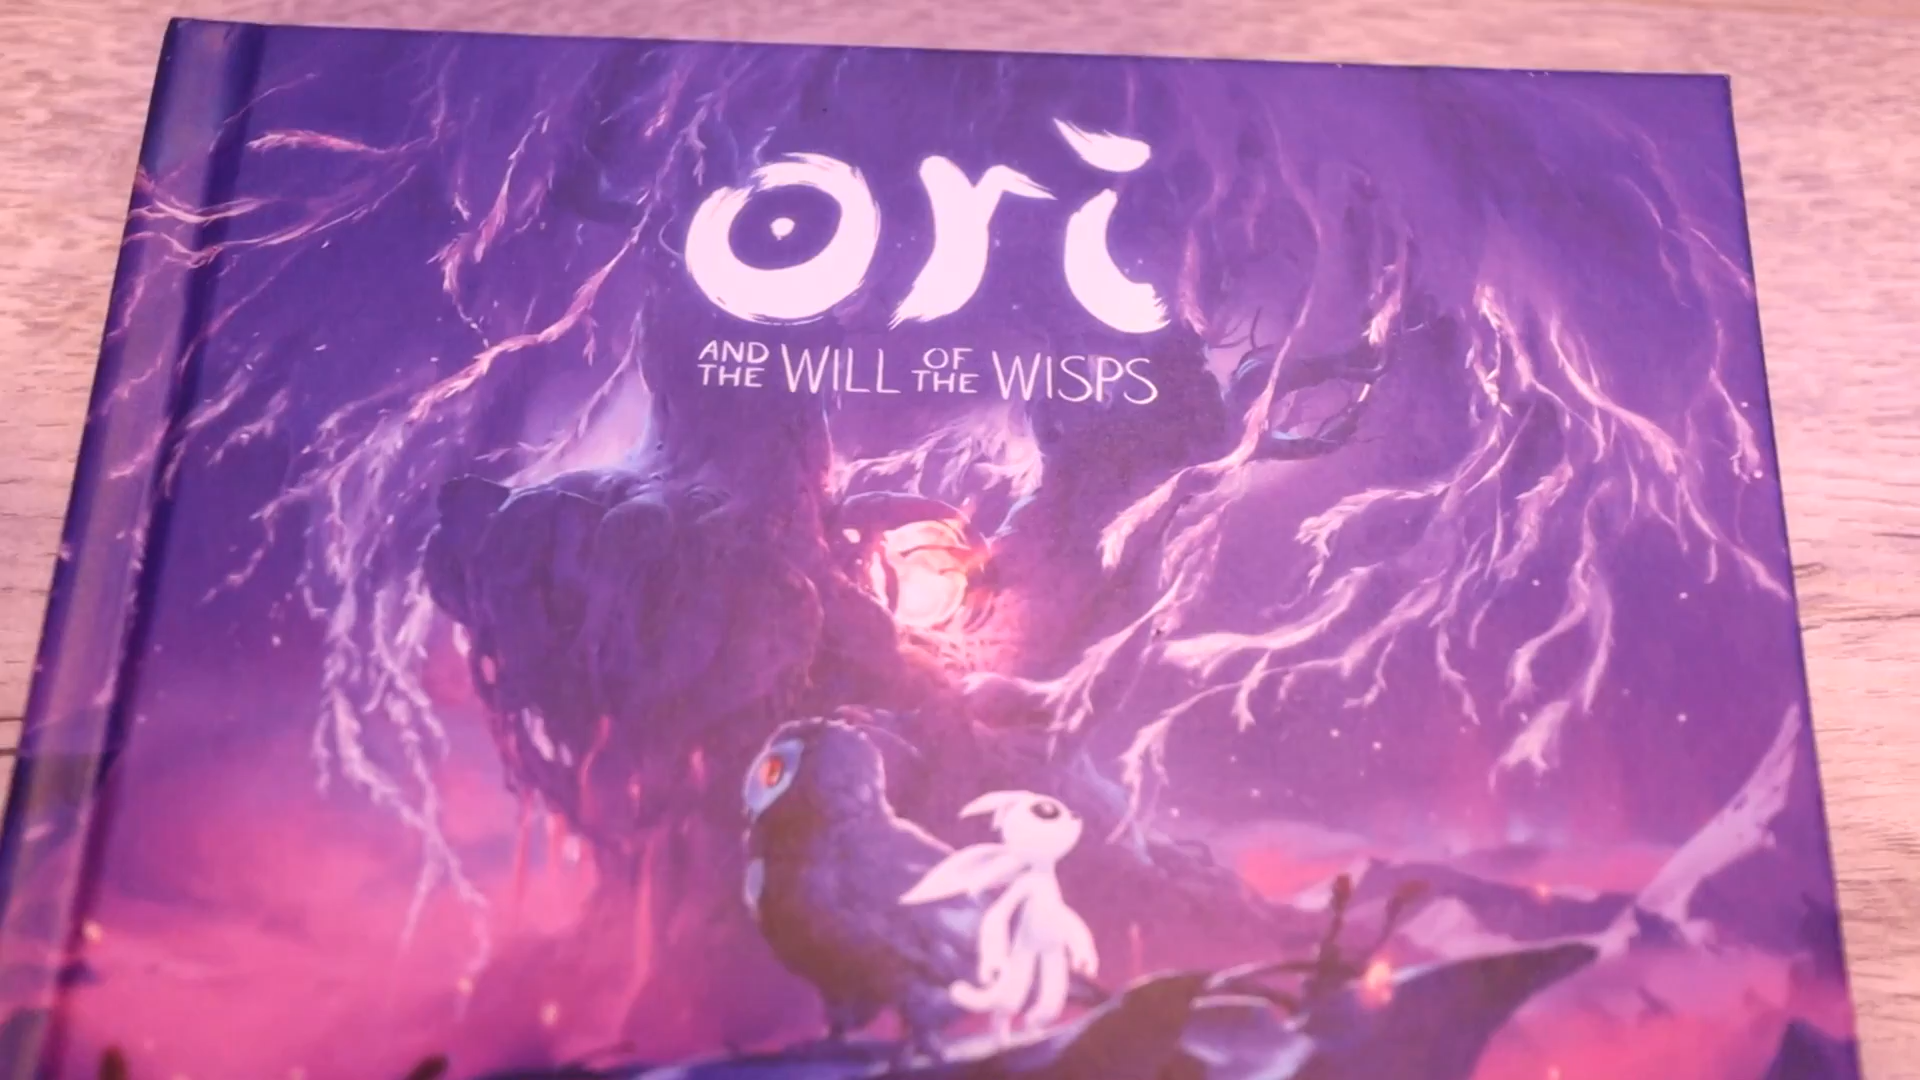 ori
AND THE WILL OF THE WISPS